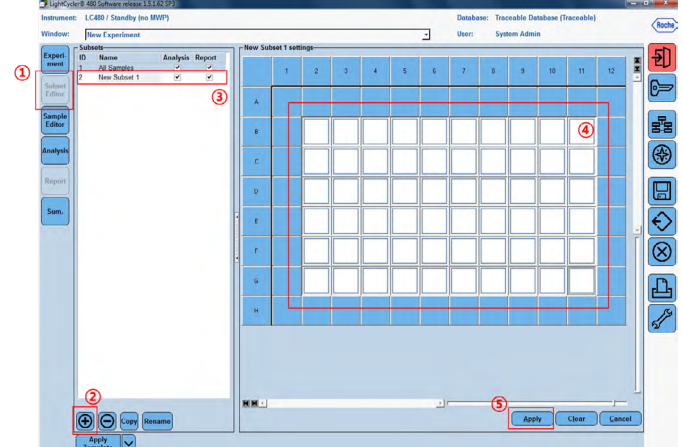 LightCycler® 480 Software release 1.5.1.62 SP3
Instrument: LC480 / Standby (no MWP)
Database: Traceable Database (Traceable)
Window: New Experiment
User: System Admin
Roche
Experi-
ment
Subset
Editor
Sample
Editor
Analysis
Report
Sum.
①
Subsets
ID Name Analysis Report
1 All Samples
2 New Subset 1
③
②
Copy Rename
Apply
Template
New Subset 1 settings
1 2 3 4 5 6 7 8 9 10 11 12
A
B
④
C
D
E
F
G
H
⑤
Apply Clear Cancel